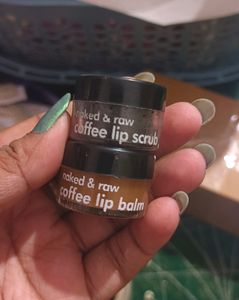 naked & raw
coffee lip scrub
naked & raw
coffee lip balm